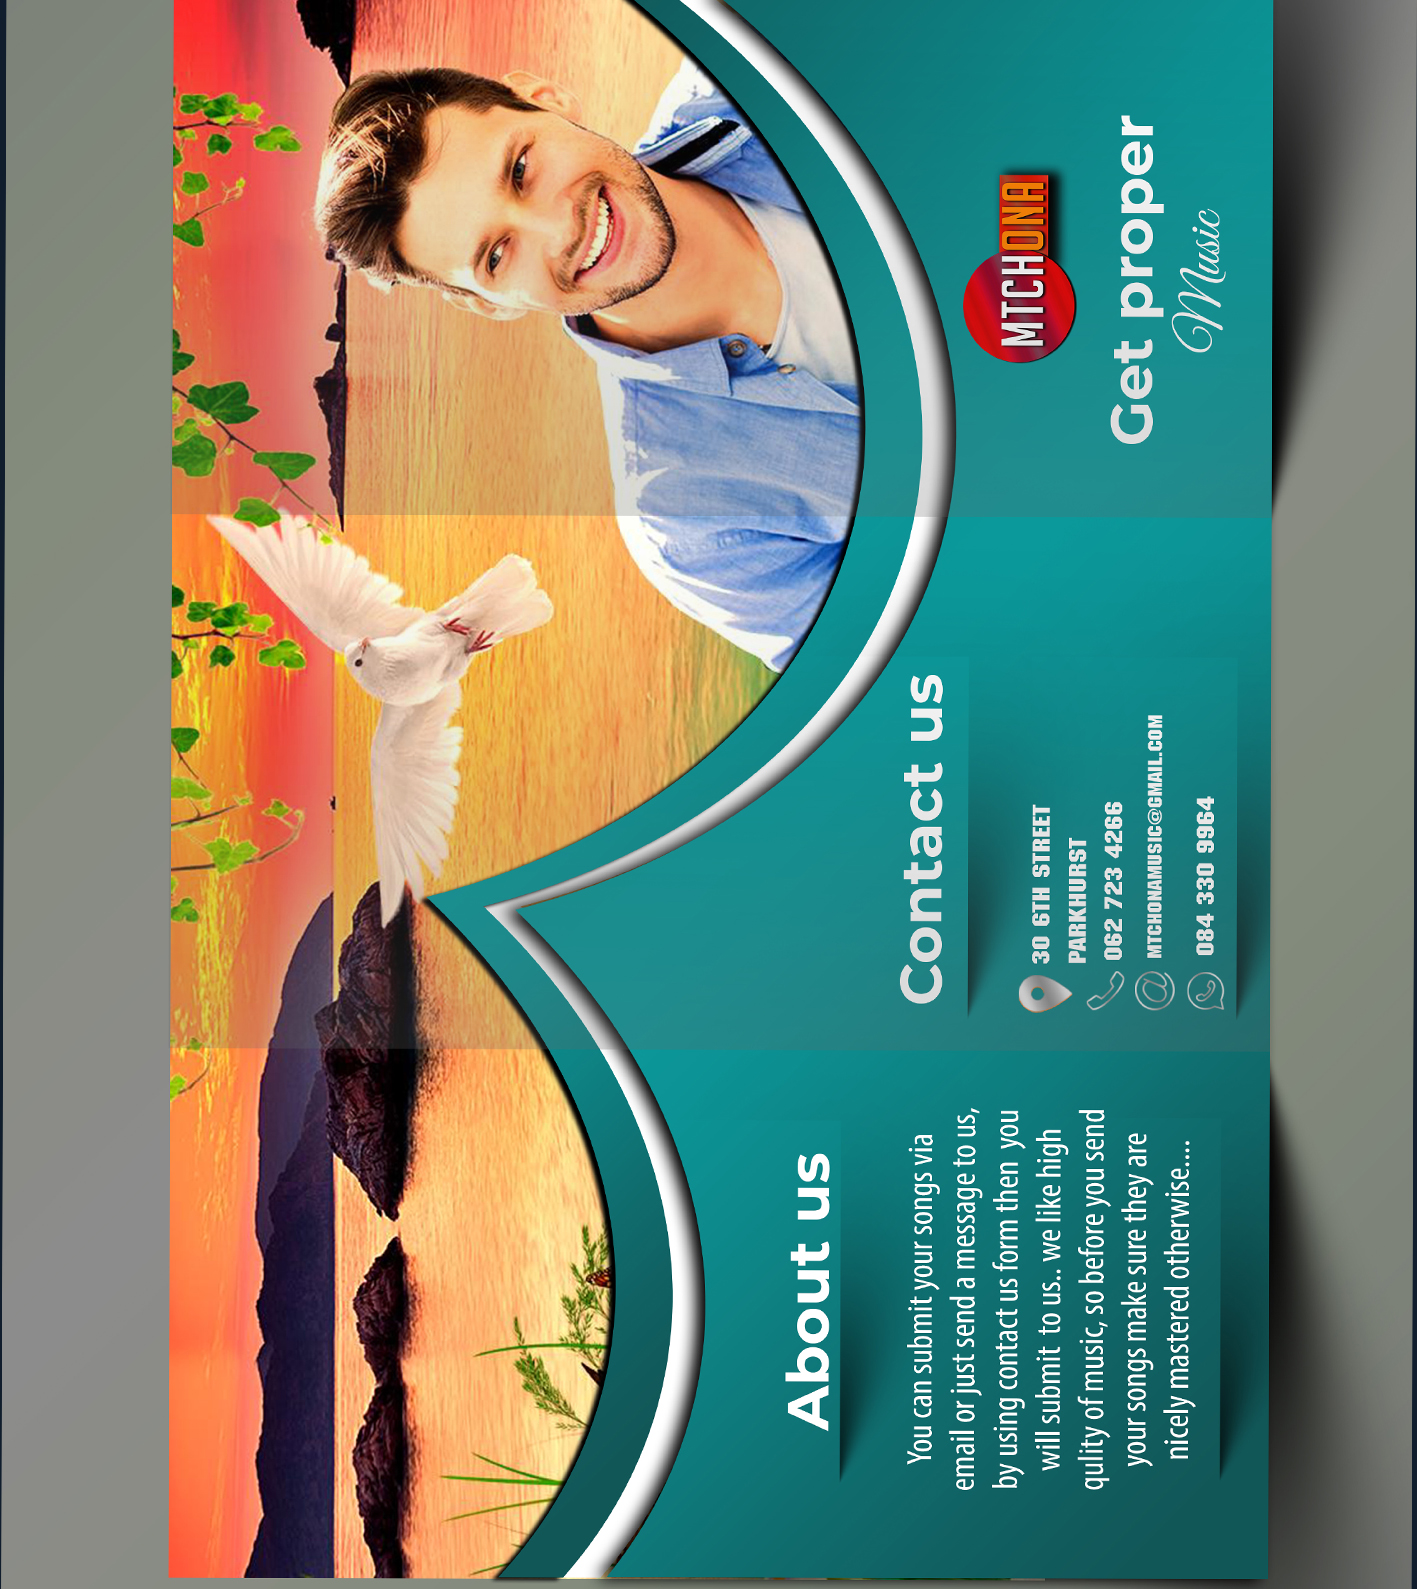 About us
You can submit your songs via
email or just send a message to us,
by using contact us form then you
will submit to us.. we like high
qulity of music, so before you send
your songs make sure they are
nicely mastered otherwise....
Contact us
30 6TH STREET
PARKHURST
062 723 4266
MTCHONAMUSIC@GMAIL.COM
084 330 9964
MTCHONA
Get proper
Music